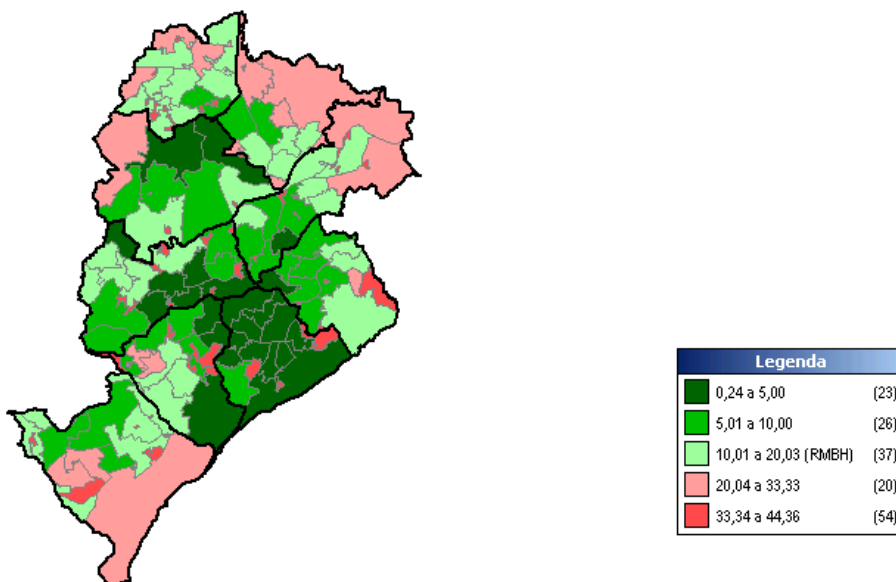 Legenda
0,24 a 5,00 (23)
5,01 a 10,00 (26)
10,01 a 20,03 (RMBH) (37)
20,04 a 33,33 (20)
33,34 a 44,36 (54)